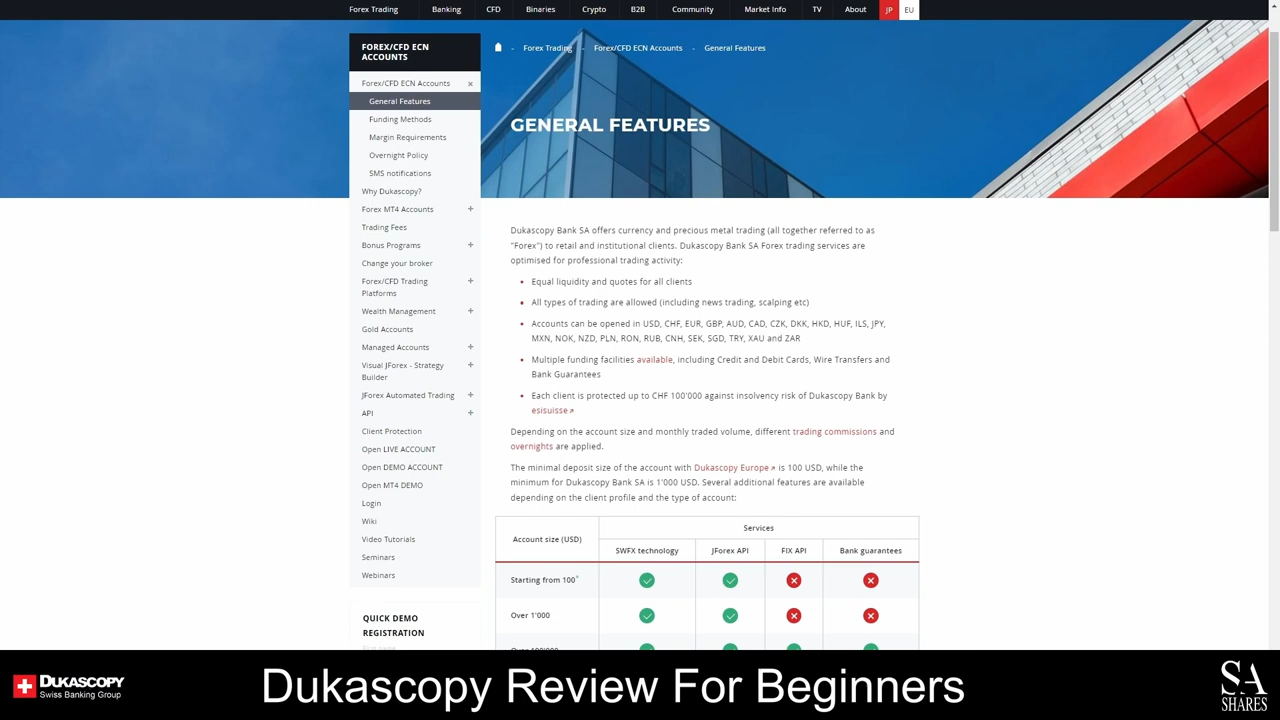 Forex Trading Banking CFD Binaries Crypto B2B Community Market Info TV About JP EU
FOREX/CFD ECN
ACCOUNTS
Forex/CFD ECN Accounts
General Features
Funding Methods
Margin Requirements
Overnight Policy
SMS notifications
Why Dukascopy?
Forex MT4 Accounts
Trading Fees
Bonus Programs
Change your broker
Forex/CFD Trading
Platforms
Wealth Management
Gold Accounts
Managed Accounts
Visual JForex - Strategy
Builder
JForex Automated Trading
API
Client Protection
Open LIVE ACCOUNT
Open DEMO ACCOUNT
Open MT4 DEMO
Login
Wiki
Video Tutorials
Seminars
Webinars
QUICK DEMO
REGISTRATION
Forex Trading - Forex/CFD ECN Accounts - General Features
GENERAL FEATURES
Dukascopy Bank SA offers currency and precious metal trading (all together referred to as
"Forex") to retail and institutional clients. Dukascopy Bank SA Forex trading services are
optimised for professional trading activity:
Equal liquidity and quotes for all clients
All types of trading are allowed (including news trading, scalping etc)
Accounts can be opened in USD, CHF, EUR, GBP, AUD, CAD, CZK, DKK, HKD, HUF, ILS, JPY,
MXN, NOK, NZD, PLN, RON, RUB, CNH, SEK, SGD, TRY, XAU and ZAR
Multiple funding facilities available, including Credit and Debit Cards, Wire Transfers and
Bank Guarantees
Each client is protected up to CHF 100'000 against insolvency risk of Dukascopy Bank by
esisuisse
Depending on the account size and monthly traded volume, different trading commissions and
overnights are applied.
The minimal deposit size of the account with Dukascopy Europe is 100 USD, while the
minimum for Dukascopy Bank SA is 1'000 USD. Several additional features are available
depending on the client profile and the type of account:
Account size (USD) Services
SWFX technology JForex API FIX API Bank guarantees
Starting from 100*
Over 1'000
DUKASCOPY
Swiss Banking Group
Dukascopy Review For Beginners
SA
SHARES